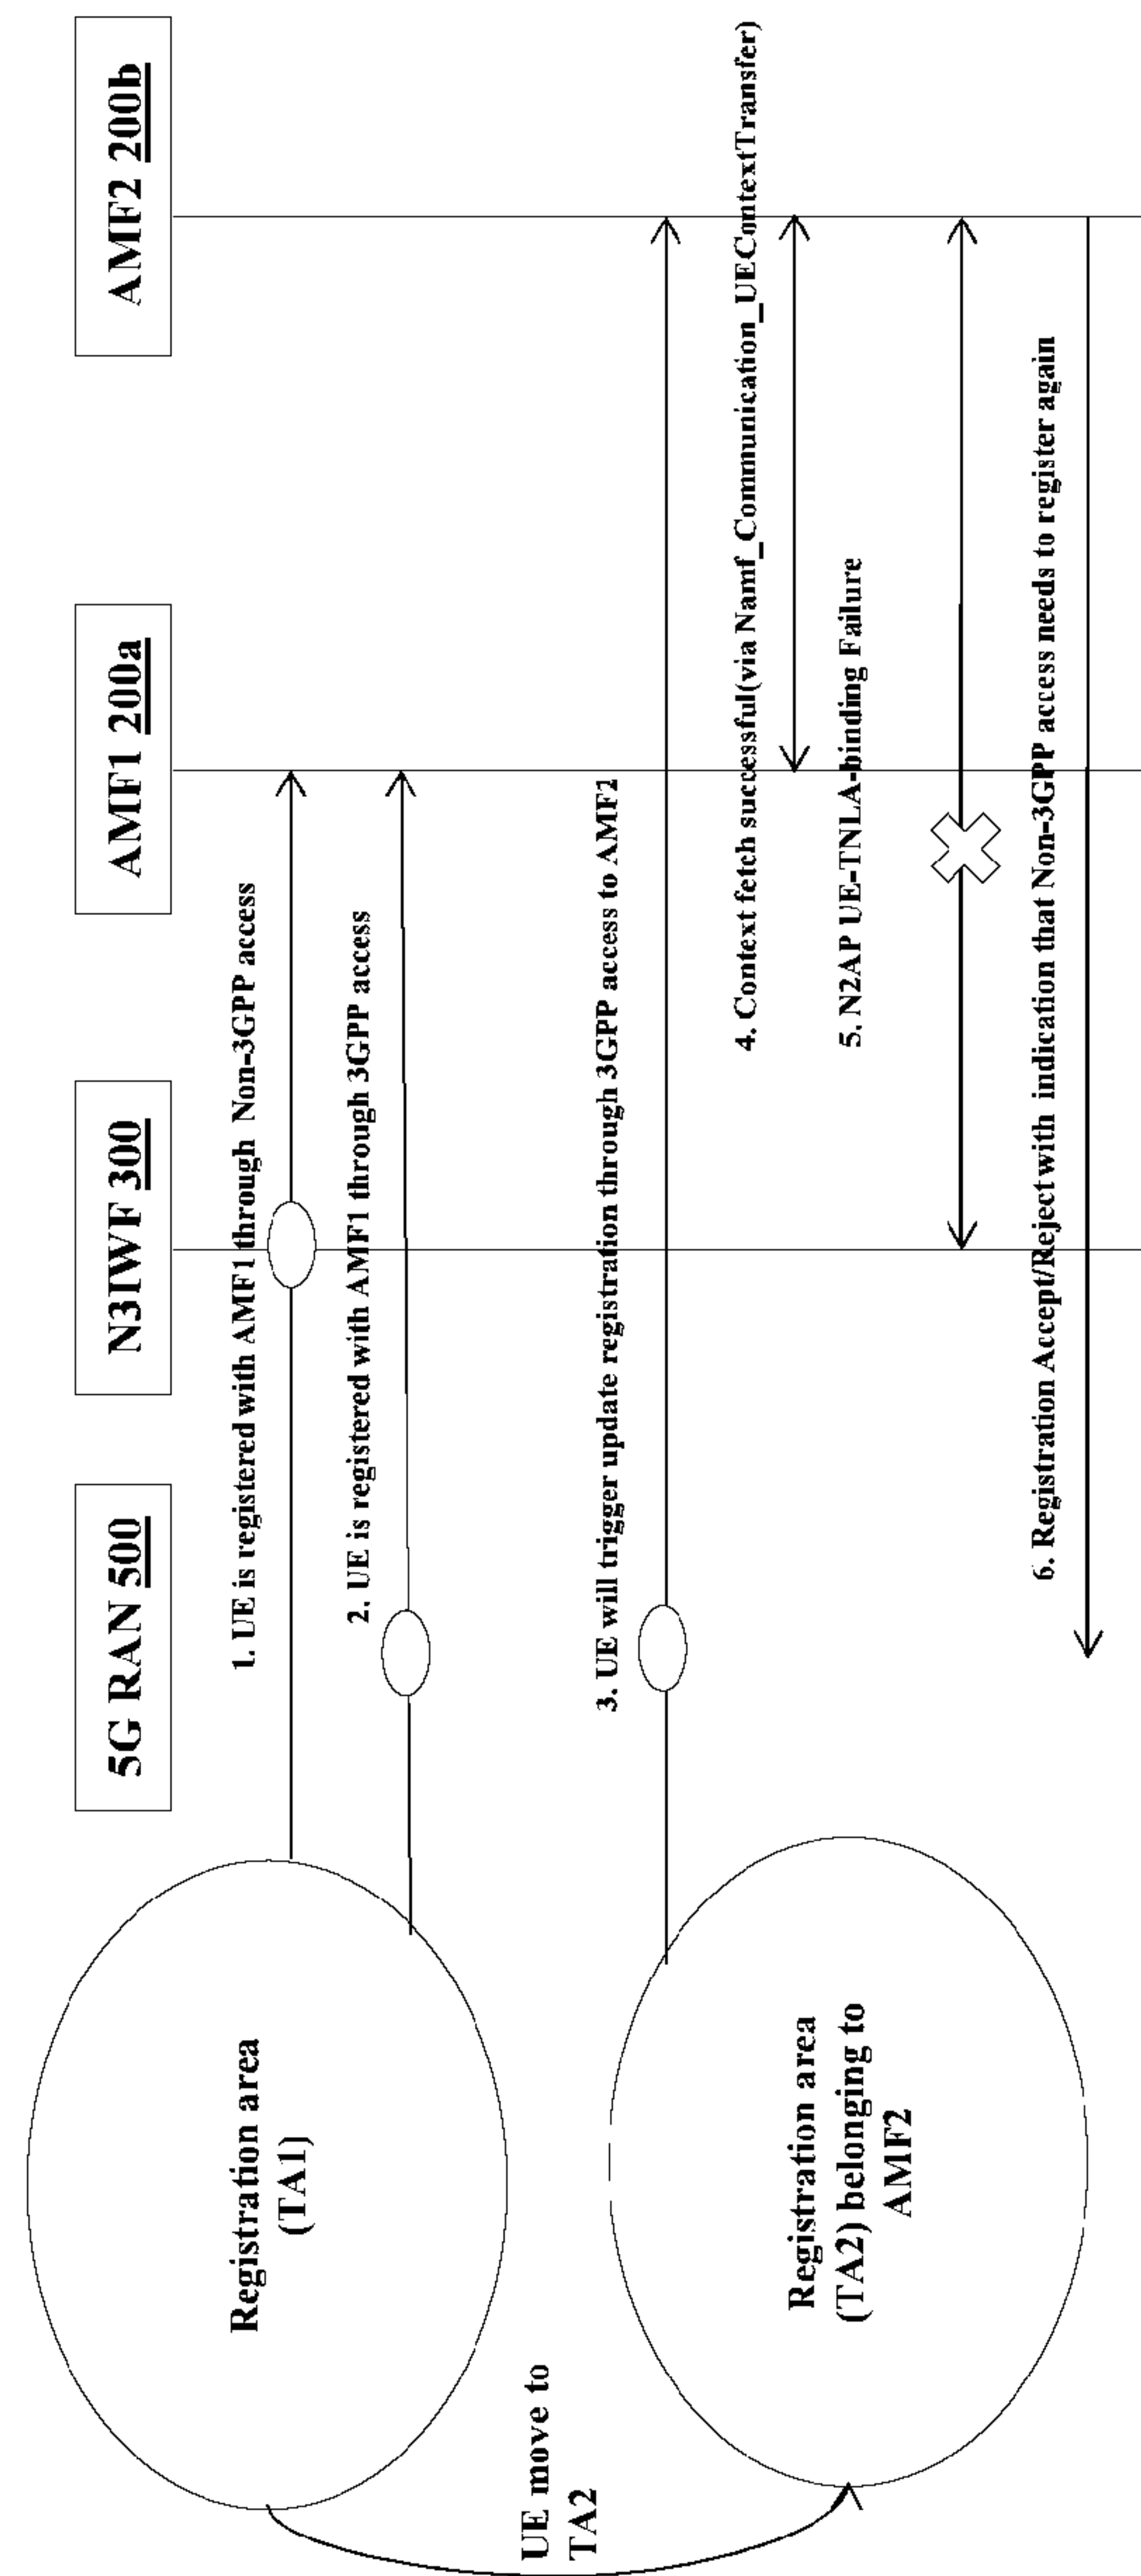 5G RAN 500
N3IWF 300
AMF1 200a
AMF2 200b
Registration area
(TA1)
1. UE is registered with AMF1 through Non-3GPP access
2. UE is registered with AMF1 through 3GPP access
UE move to
TA2
3. UE will trigger update registration through 3GPP access to AMF2
Registration area
(TA2) belonging to
AMF2
4. Context fetch successful(via Namf_Communication_UEContextTransfer)
5. N2AP UE-TNLA-binding Failure
6. Registration Accept/Reject with indication that Non-3GPP access needs to register again